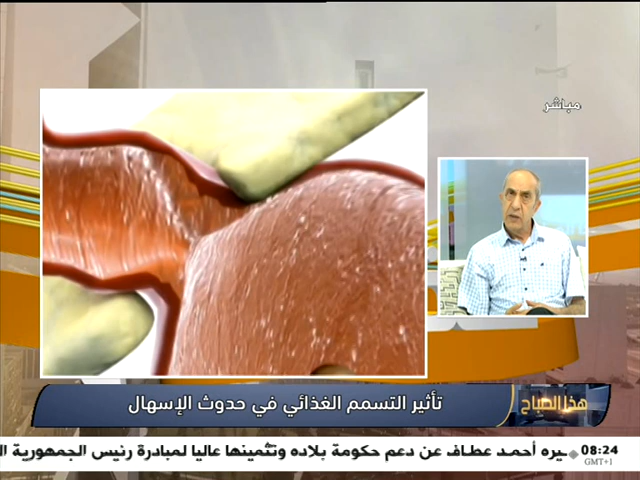 مباشر
هذا الصباح
تأثير التسمم الغذائي في حدوث الإسهال
يره أحمد عطاف عن دعم حكومة بلاده وتثمينها عاليا لمبادرة رئيس الجمهورية
08:24
GMT+1